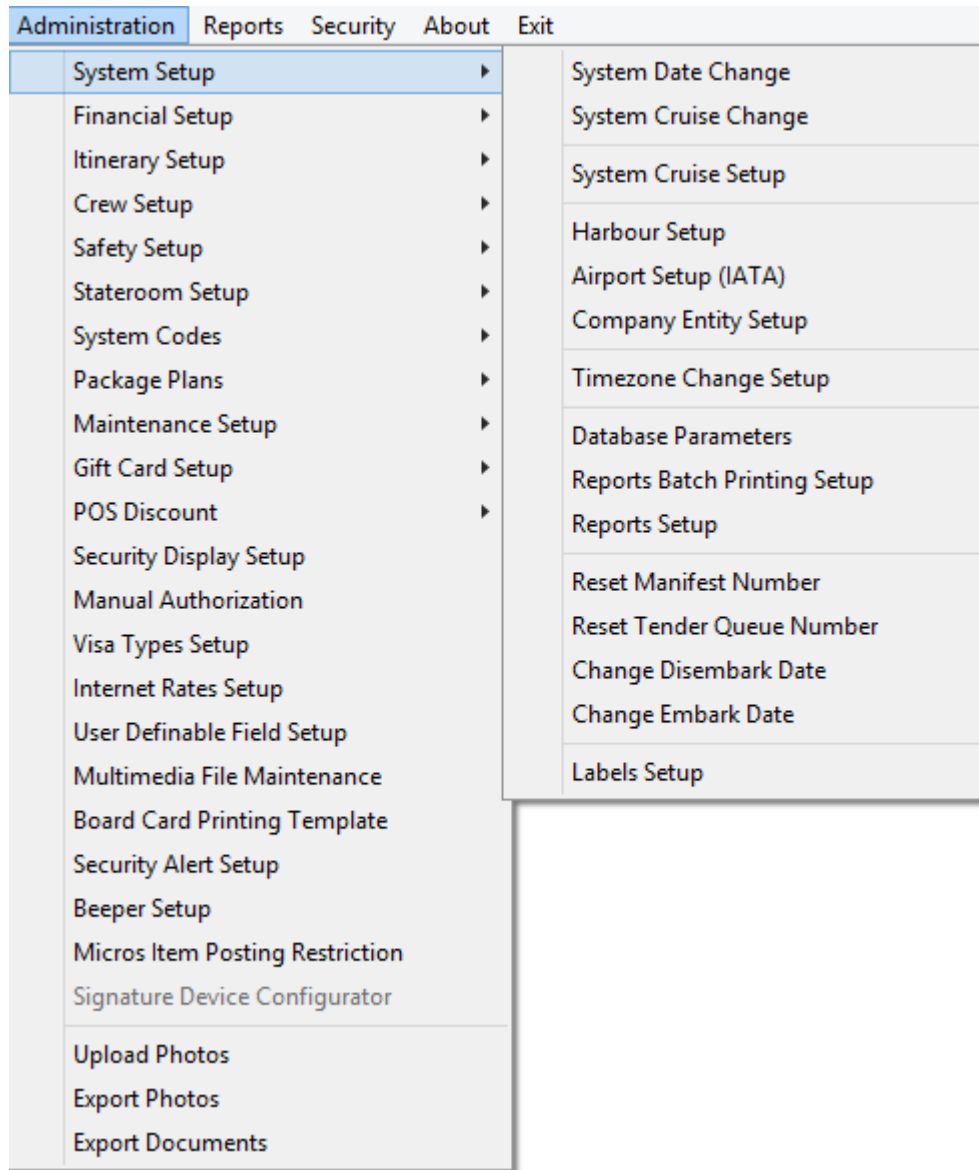 Administration Reports Security About Exit
System Setup
Financial Setup
Itinerary Setup
Crew Setup
Safety Setup
Stateroom Setup
System Codes
Package Plans
Maintenance Setup
Gift Card Setup
POS Discount
Security Display Setup
Manual Authorization
Visa Types Setup
Internet Rates Setup
User Definable Field Setup
Multimedia File Maintenance
Board Card Printing Template
Security Alert Setup
Beeper Setup
Micros Item Posting Restriction
Signature Device Configurator
Upload Photos
Export Photos
Export Documents
System Date Change
System Cruise Change
System Cruise Setup
Harbour Setup
Airport Setup (IATA)
Company Entity Setup
Timezone Change Setup
Database Parameters
Reports Batch Printing Setup
Reports Setup
Reset Manifest Number
Reset Tender Queue Number
Change Disembark Date
Change Embark Date
Labels Setup